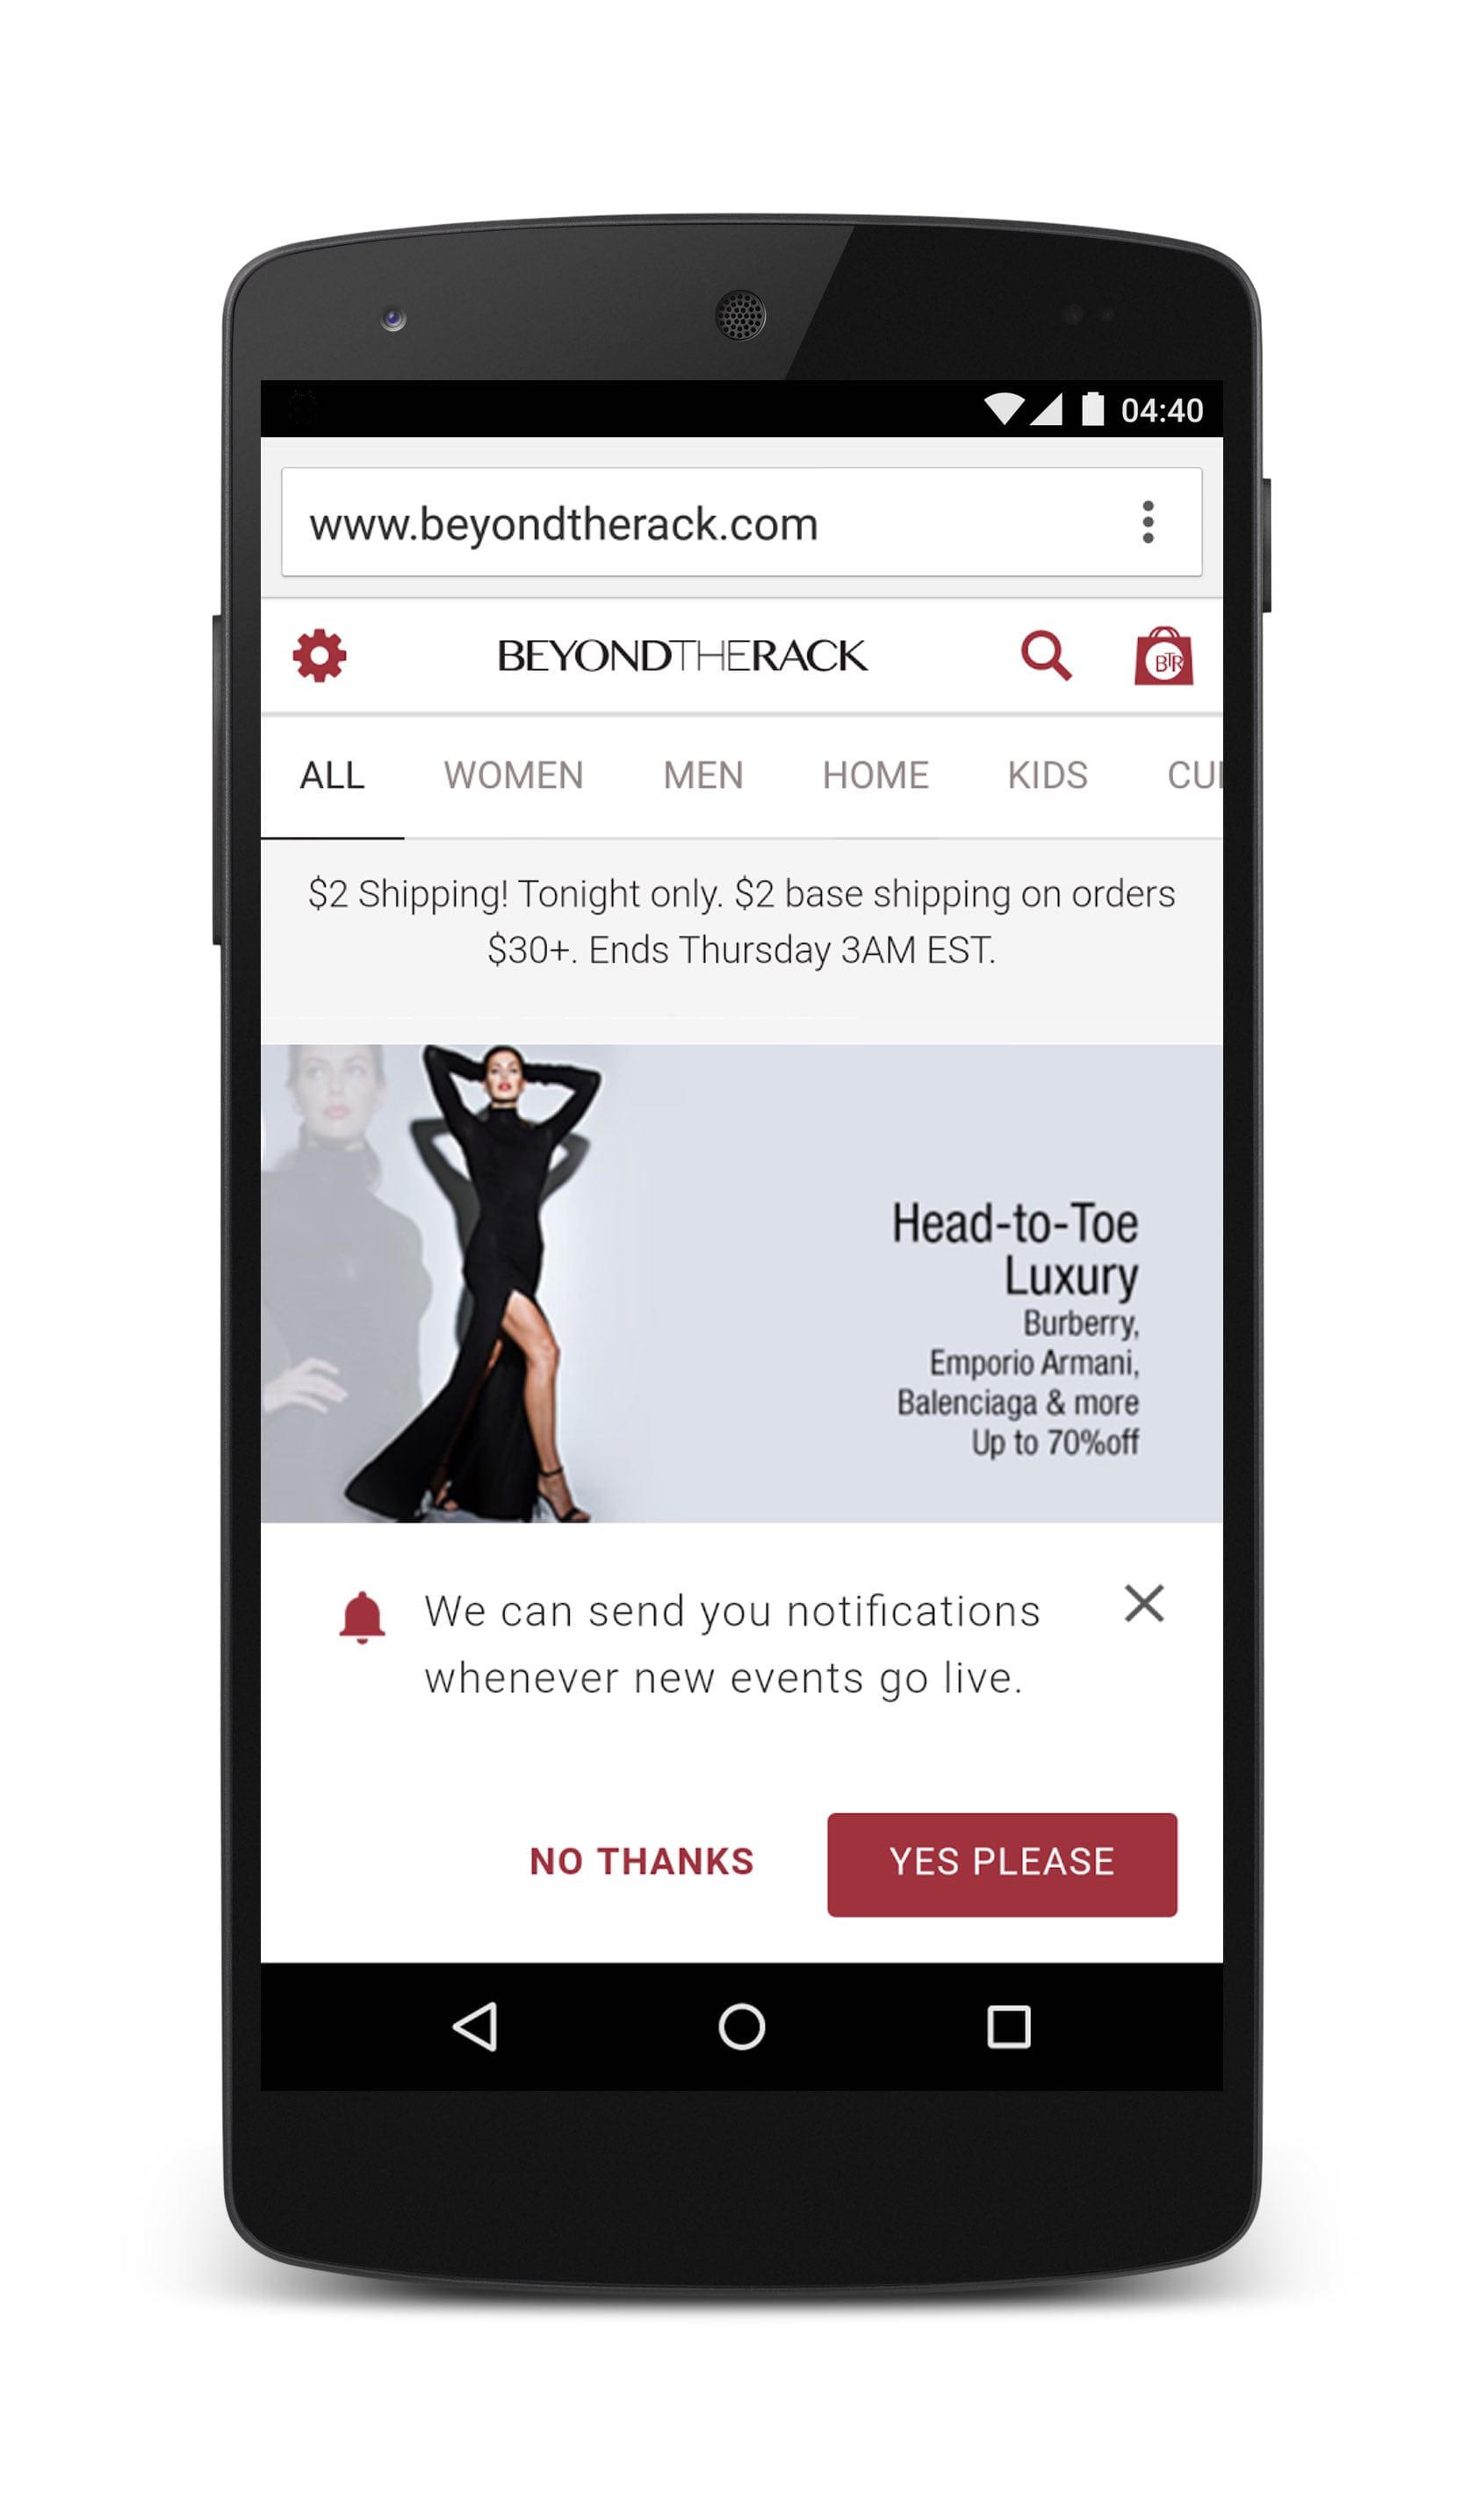 04:40
www.beyondtherack.com
BEYONDTHERACK
BTR
ALL WOMEN MEN HOME KIDS
$2 Shipping! Tonight only. $2 base shipping on orders
$30+. Ends Thursday 3AM EST.
Head-to-Toe
Luxury
Burberry,
Emporio Armani,
Balenciaga & more
Up to 70%off
We can send you notifications
whenever new events go live.
NO THANKS YES PLEASE